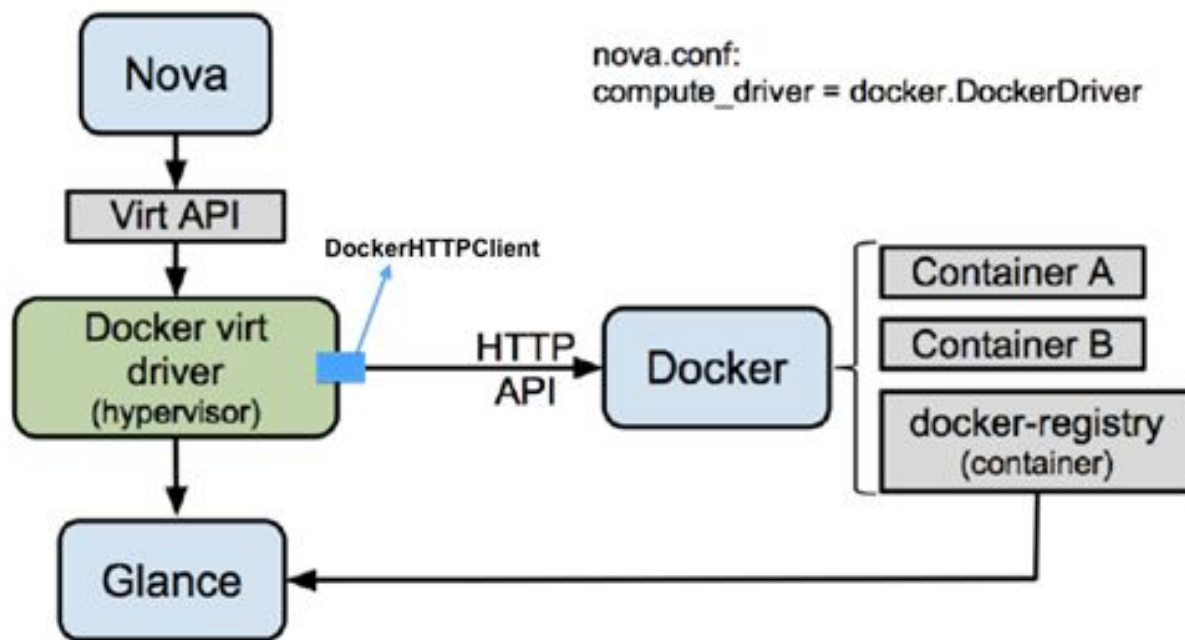 Nova
nova.conf:
compute_driver = docker.DockerDriver
Virt API
DockerHTTPClient
Docker virt
driver
(hypervisor)
HTTP
API
Docker
Container A
Container B
docker-registry
(container)
Glance